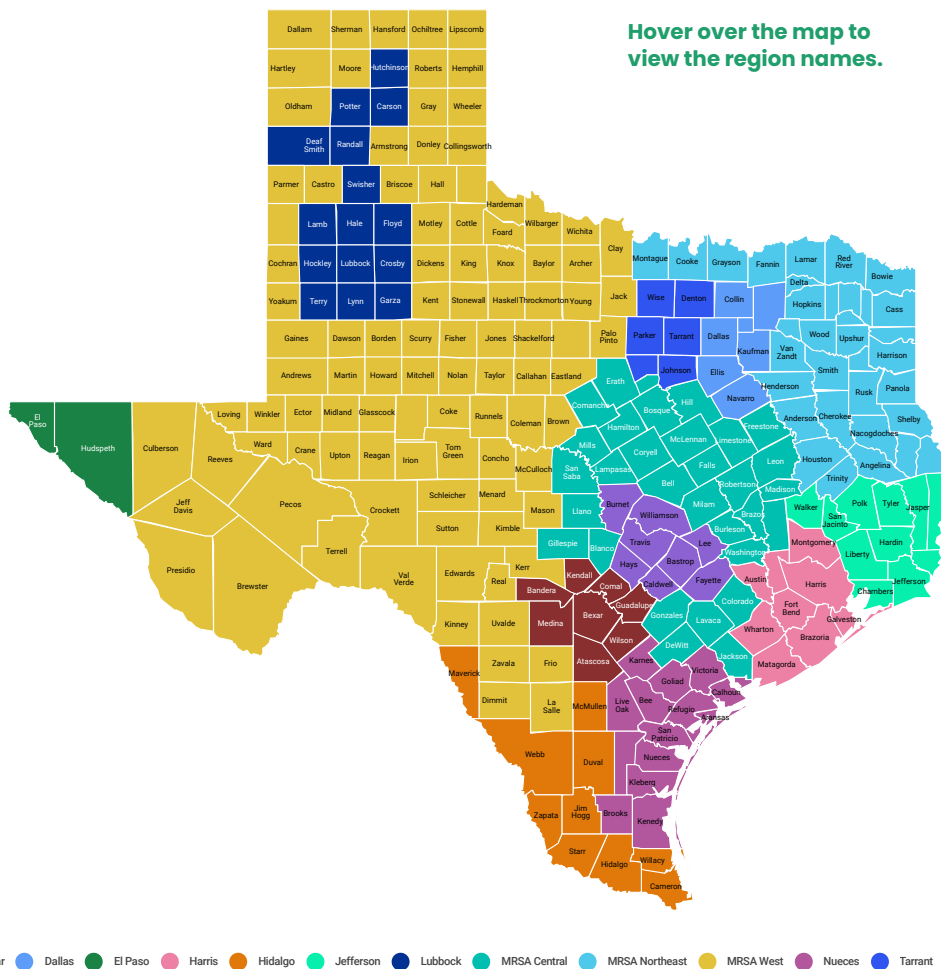 Hover over the map to
view the region names.
Dallam
Sherman
Hansford
Ochiltree
Lipscomb
Hartley
Moore
Hutchinson
Roberts
Hemphill
Oldham
Potter
Carson
Gray
Wheeler
Deaf
Smith
Randall
Armstrong
Donley
Collingsworth
Parmer
Castro
Swisher
Briscoe
Hall
Hardeman
Lamb
Hale
Floyd
Motley
Cottle
Foard
Wilbarger
Wichita
Clay
Montague
Cooke
Grayson
Fannin
Lamar
Red
River
Bowie
Cochran
Hockley
Lubbock
Crosby
Dickens
King
Knox
Baylor
Archer
Delta
Yoakum
Terry
Lynn
Garza
Kent
Stonewall
Haskell
Throckmorton
Young
Jack
Wise
Denton
Collin
Hopkins
Cass
Gaines
Dawson
Borden
Scurry
Fisher
Jones
Shackelford
Palo
Pinto
Parker
Tarrant
Dallas
Kaufman
Van
Zandt
Wood
Upshur
Harrison
Andrews
Martin
Howard
Mitchell
Nolan
Taylor
Callahan
Eastland
Erath
Johnson
Ellis
Henderson
Smith
Rusk
Panola
El
Paso
Hudspeth
Culberson
Loving
Winkler
Ector
Midland
Glasscock
Coke
Runnels
Coleman
Brown
Comanche
Bosque
Hill
Navarro
Anderson
Cherokee
Shelby
Nacogdoches
Reeves
Ward
Crane
Upton
Reagan
Irion
Tom
Green
Concho
McCulloch
Mills
Hamilton
McLennan
Limestone
Freestone
San
Saba
Lampasas
Coryell
Falls
Leon
Houston
Trinity
Angelina
Jeff
Davis
Pecos
Crockett
Schleicher
Menard
Mason
Llano
Bell
Robertson
Madison
Burnet
Williamson
Milam
Brazo
Walker
San
Jacinto
Polk
Tyler
Jasper
Sutton
Kimble
Gillespie
Blanco
Travis
Lee
Burleson
Washington
Montgomery
Liberty
Hardin
Presidio
Brewster
Terrell
Val
Verde
Edwards
Real
Kerr
Kendall
Comal
Hays
Bastrop
Caldwell
Fayette
Austin
Harris
Chambers
Jefferson
Bandera
Kinney
Uvalde
Medina
Bexar
Guadalupe
Gonzales
Colorado
Lavaca
Fort
Bend
Galveston
Wilson
Wharton
Brazoria
Maverick
Zavala
Frio
Atascosa
Karnes
DeWitt
Victoria
Jackson
Matagorda
Dimmit
La
Salle
McMullen
Live
Oak
Bee
Goliad
Refugio
Calhoun
Aransas
San
Patricio
Webb
Duval
Nueces
Kleberg
Zapata
Jim
Hogg
Brooks
Kenedy
Starr
Hidalgo
Willacy
Cameron
r Dallas El Paso Harris Hidalgo Jefferson Lubbock MRSA Central MRSA Northeast MRSA West Nueces Tarrant